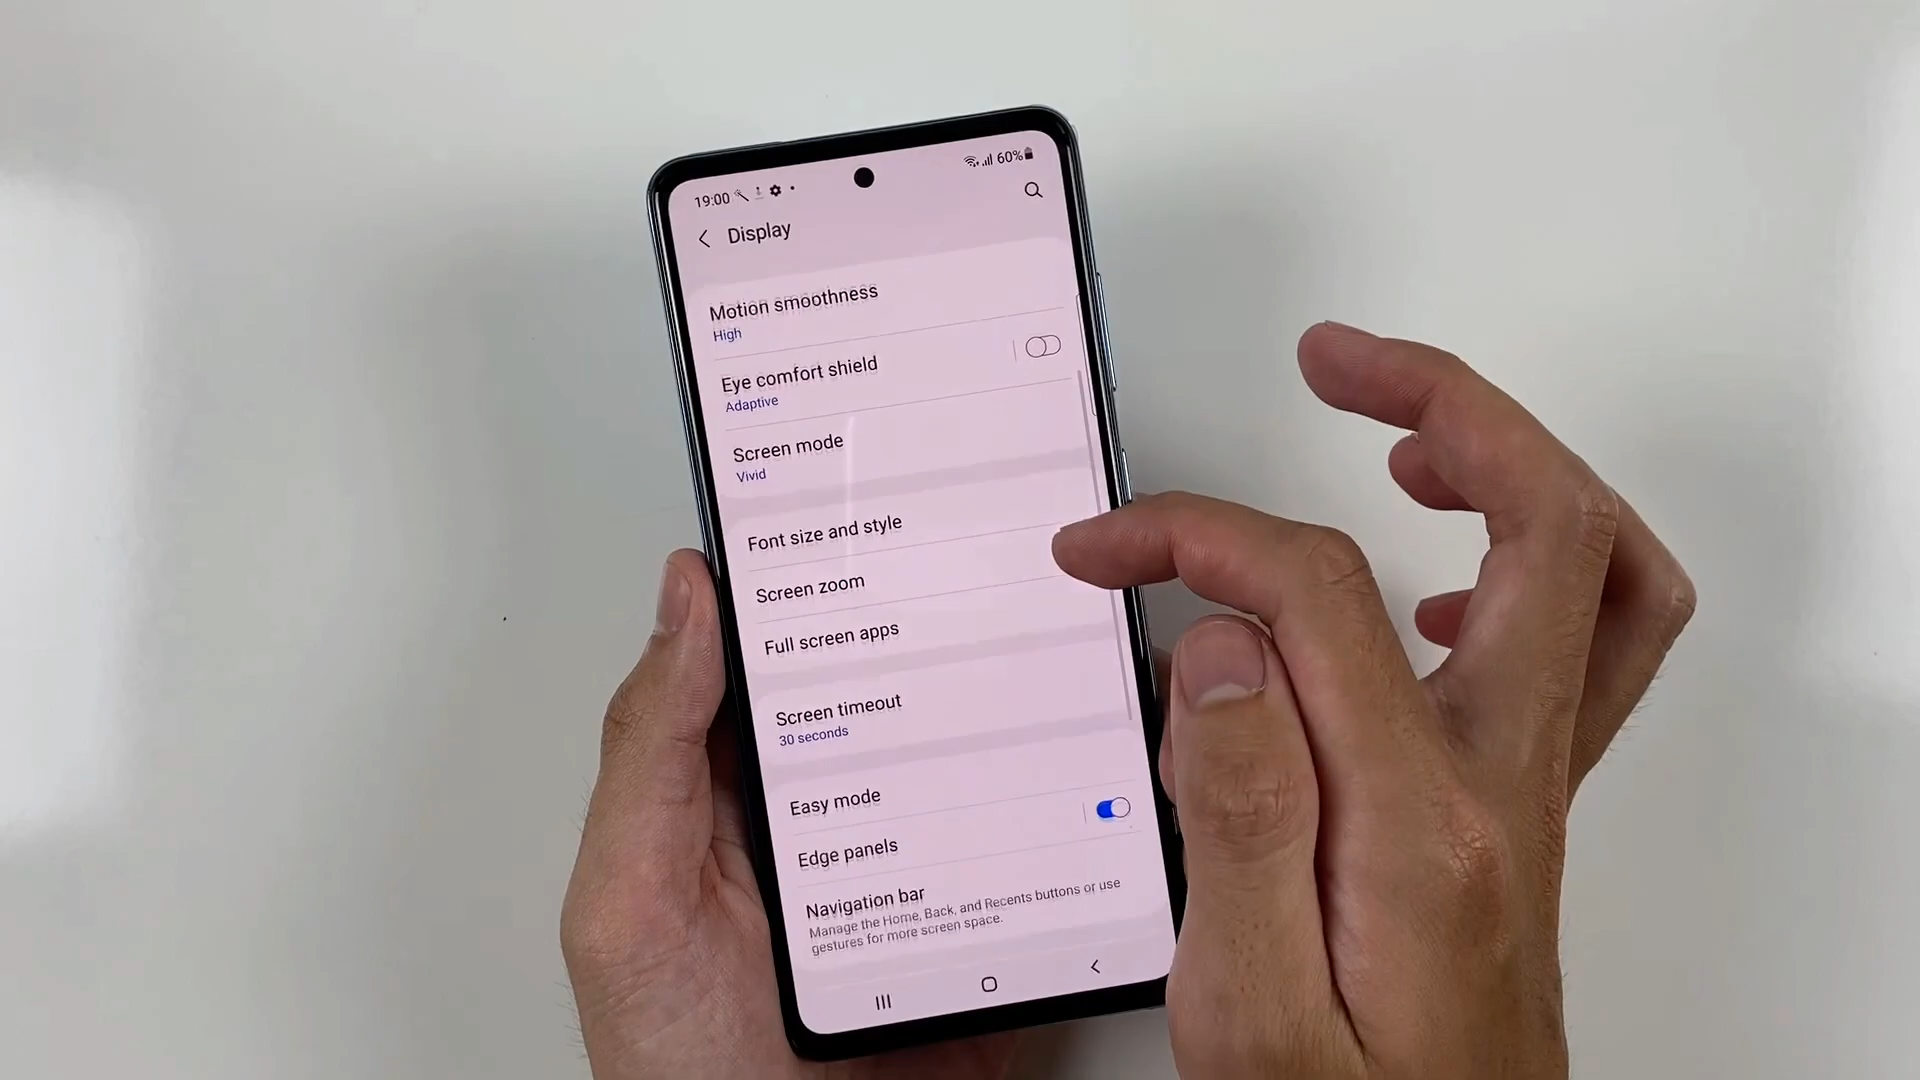 19:00
60%
Display
Motion smoothness
High
Eye comfort shield
Adaptive
Screen mode
Vivid
Font size and style
Screen zoom
Full screen apps
Screen timeout
30 seconds
Easy mode
Edge panels
Navigation bar
Manage the Home, Back, and Recents buttons or use
gestures for more screen space.